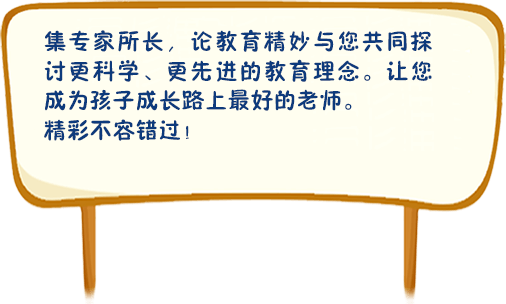 集专家所长，论教育精妙与您共同探
讨更科学、更先进的教育理念。让您
成为孩子成长路上最好的老师。
精彩不容错过！